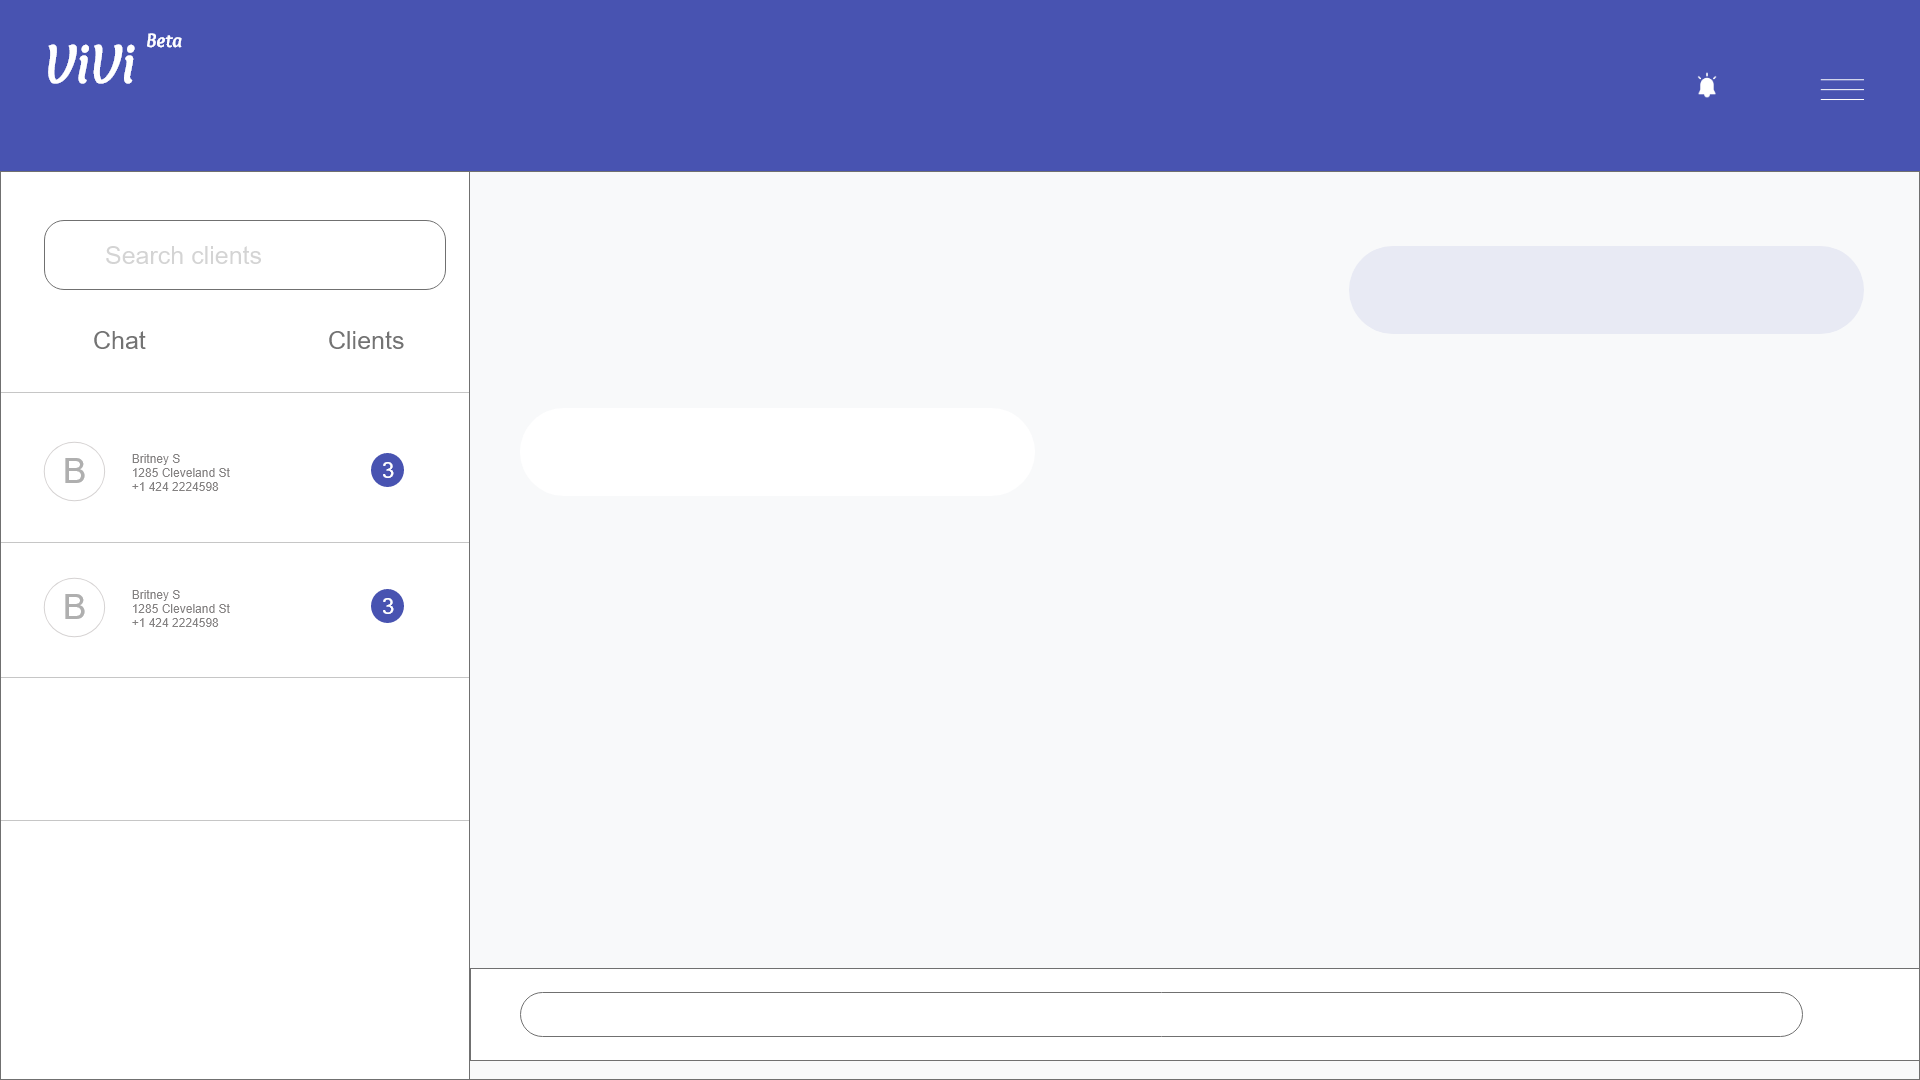 ViVi Beta
Search clients
Chat Clients
B
Britney S
1285 Cleveland St
+1 424 2224598
3
B
Britney S
1285 Cleveland St
+1 424 2224598
3